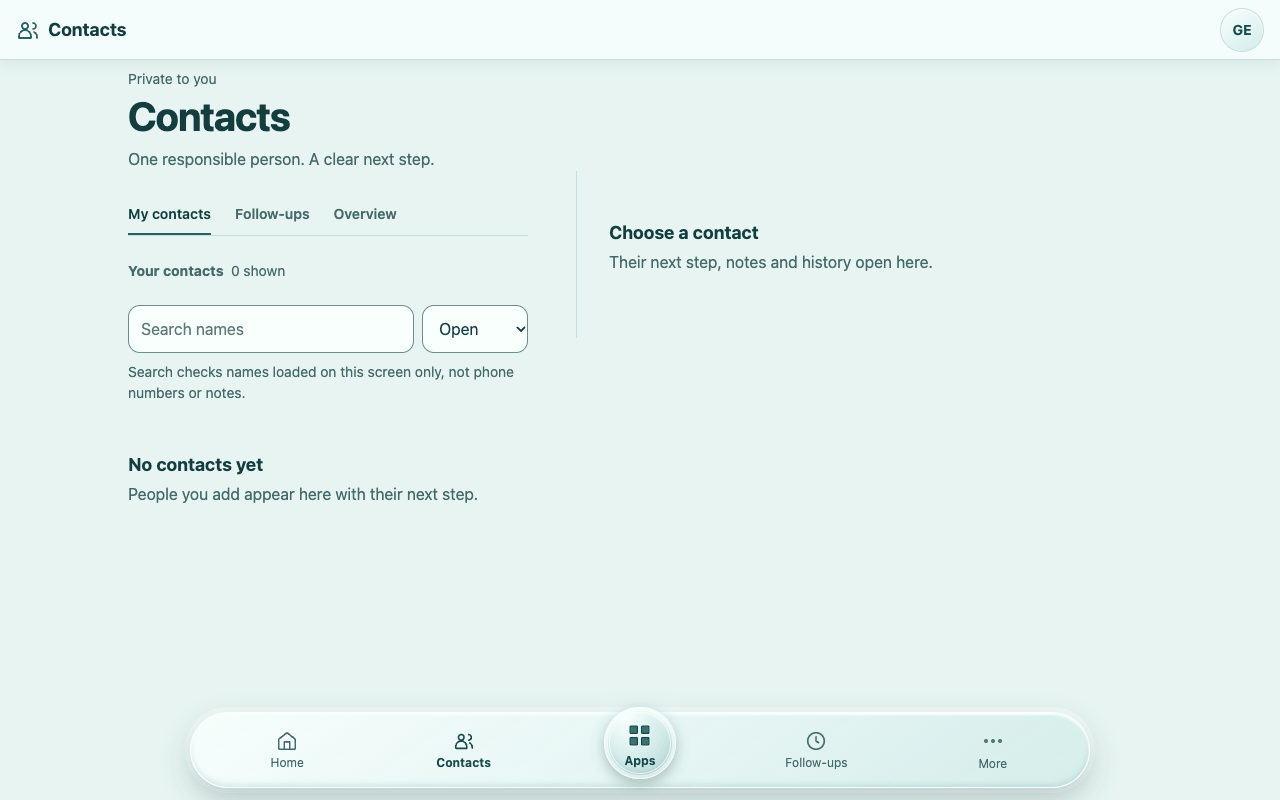 Contacts
GE
Private to you
Contacts
One responsible person. A clear next step.
My contacts
Follow-ups
Overview
Your contacts 0 shown
Search names
Open
Search checks names loaded on this screen only, not phone
numbers or notes.
No contacts yet
People you add appear here with their next step.
Choose a contact
Their next step, notes and history open here.
Home
Contacts
Apps
Follow-ups
More